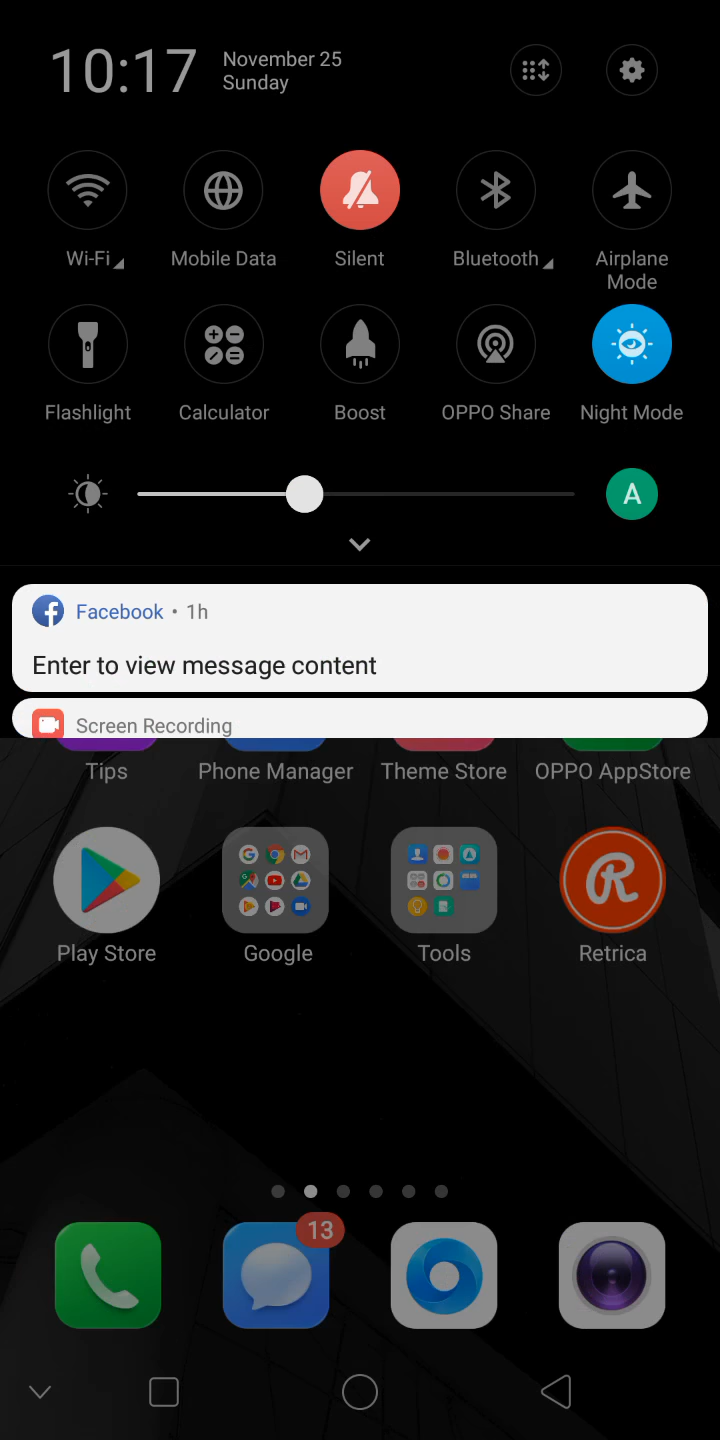 10:17
November 25
Sunday
Wi-Fi
Mobile Data
Silent
Bluetooth
Airplane
Mode
Flashlight
Calculator
Boost
OPPO Share
Night Mode
A
Facebook • 1h
Enter to view message content
Screen Recording
Tips
Phone Manager
Theme Store
OPPO AppStore
Play Store
Google
Tools
Retrica
13